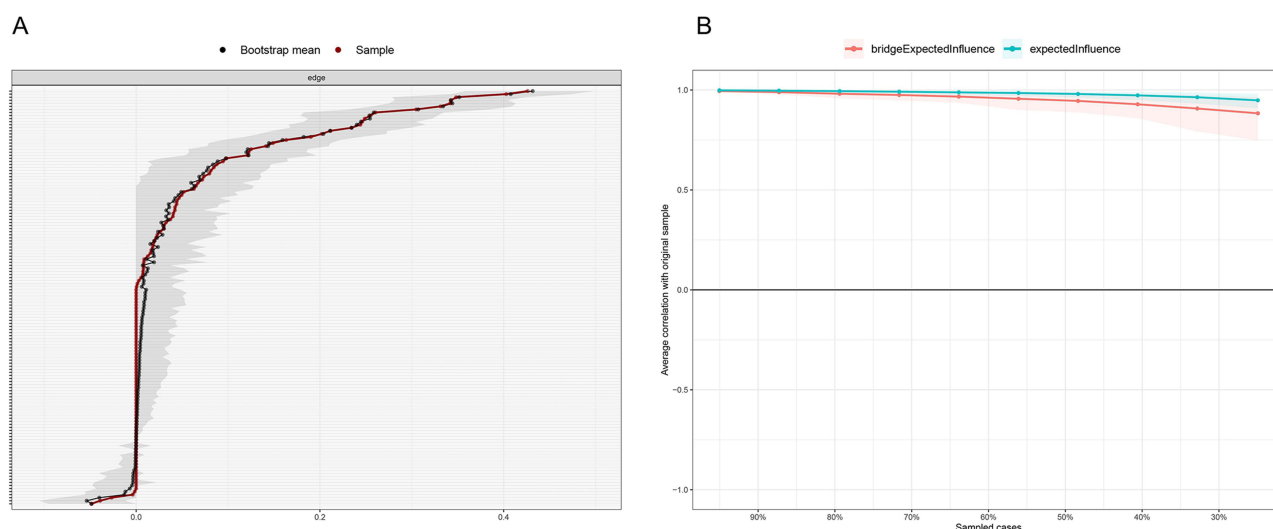 A
Bootstrap mean Sample
edge
0.0 0.2 0.4
B
bridgeExpectedInfluence expectedInfluence
Average correlation with original sample
1.0
0.5
0.0
−0.5
−1.0
90% 80% 70% 60% 50% 40% 30%
Sampled cases